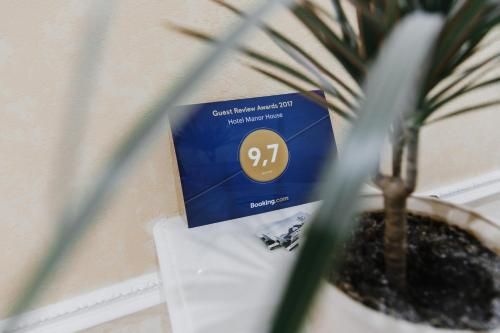 Guest Review Awards 2017
Hotel Manor House
9,7
Booking.com